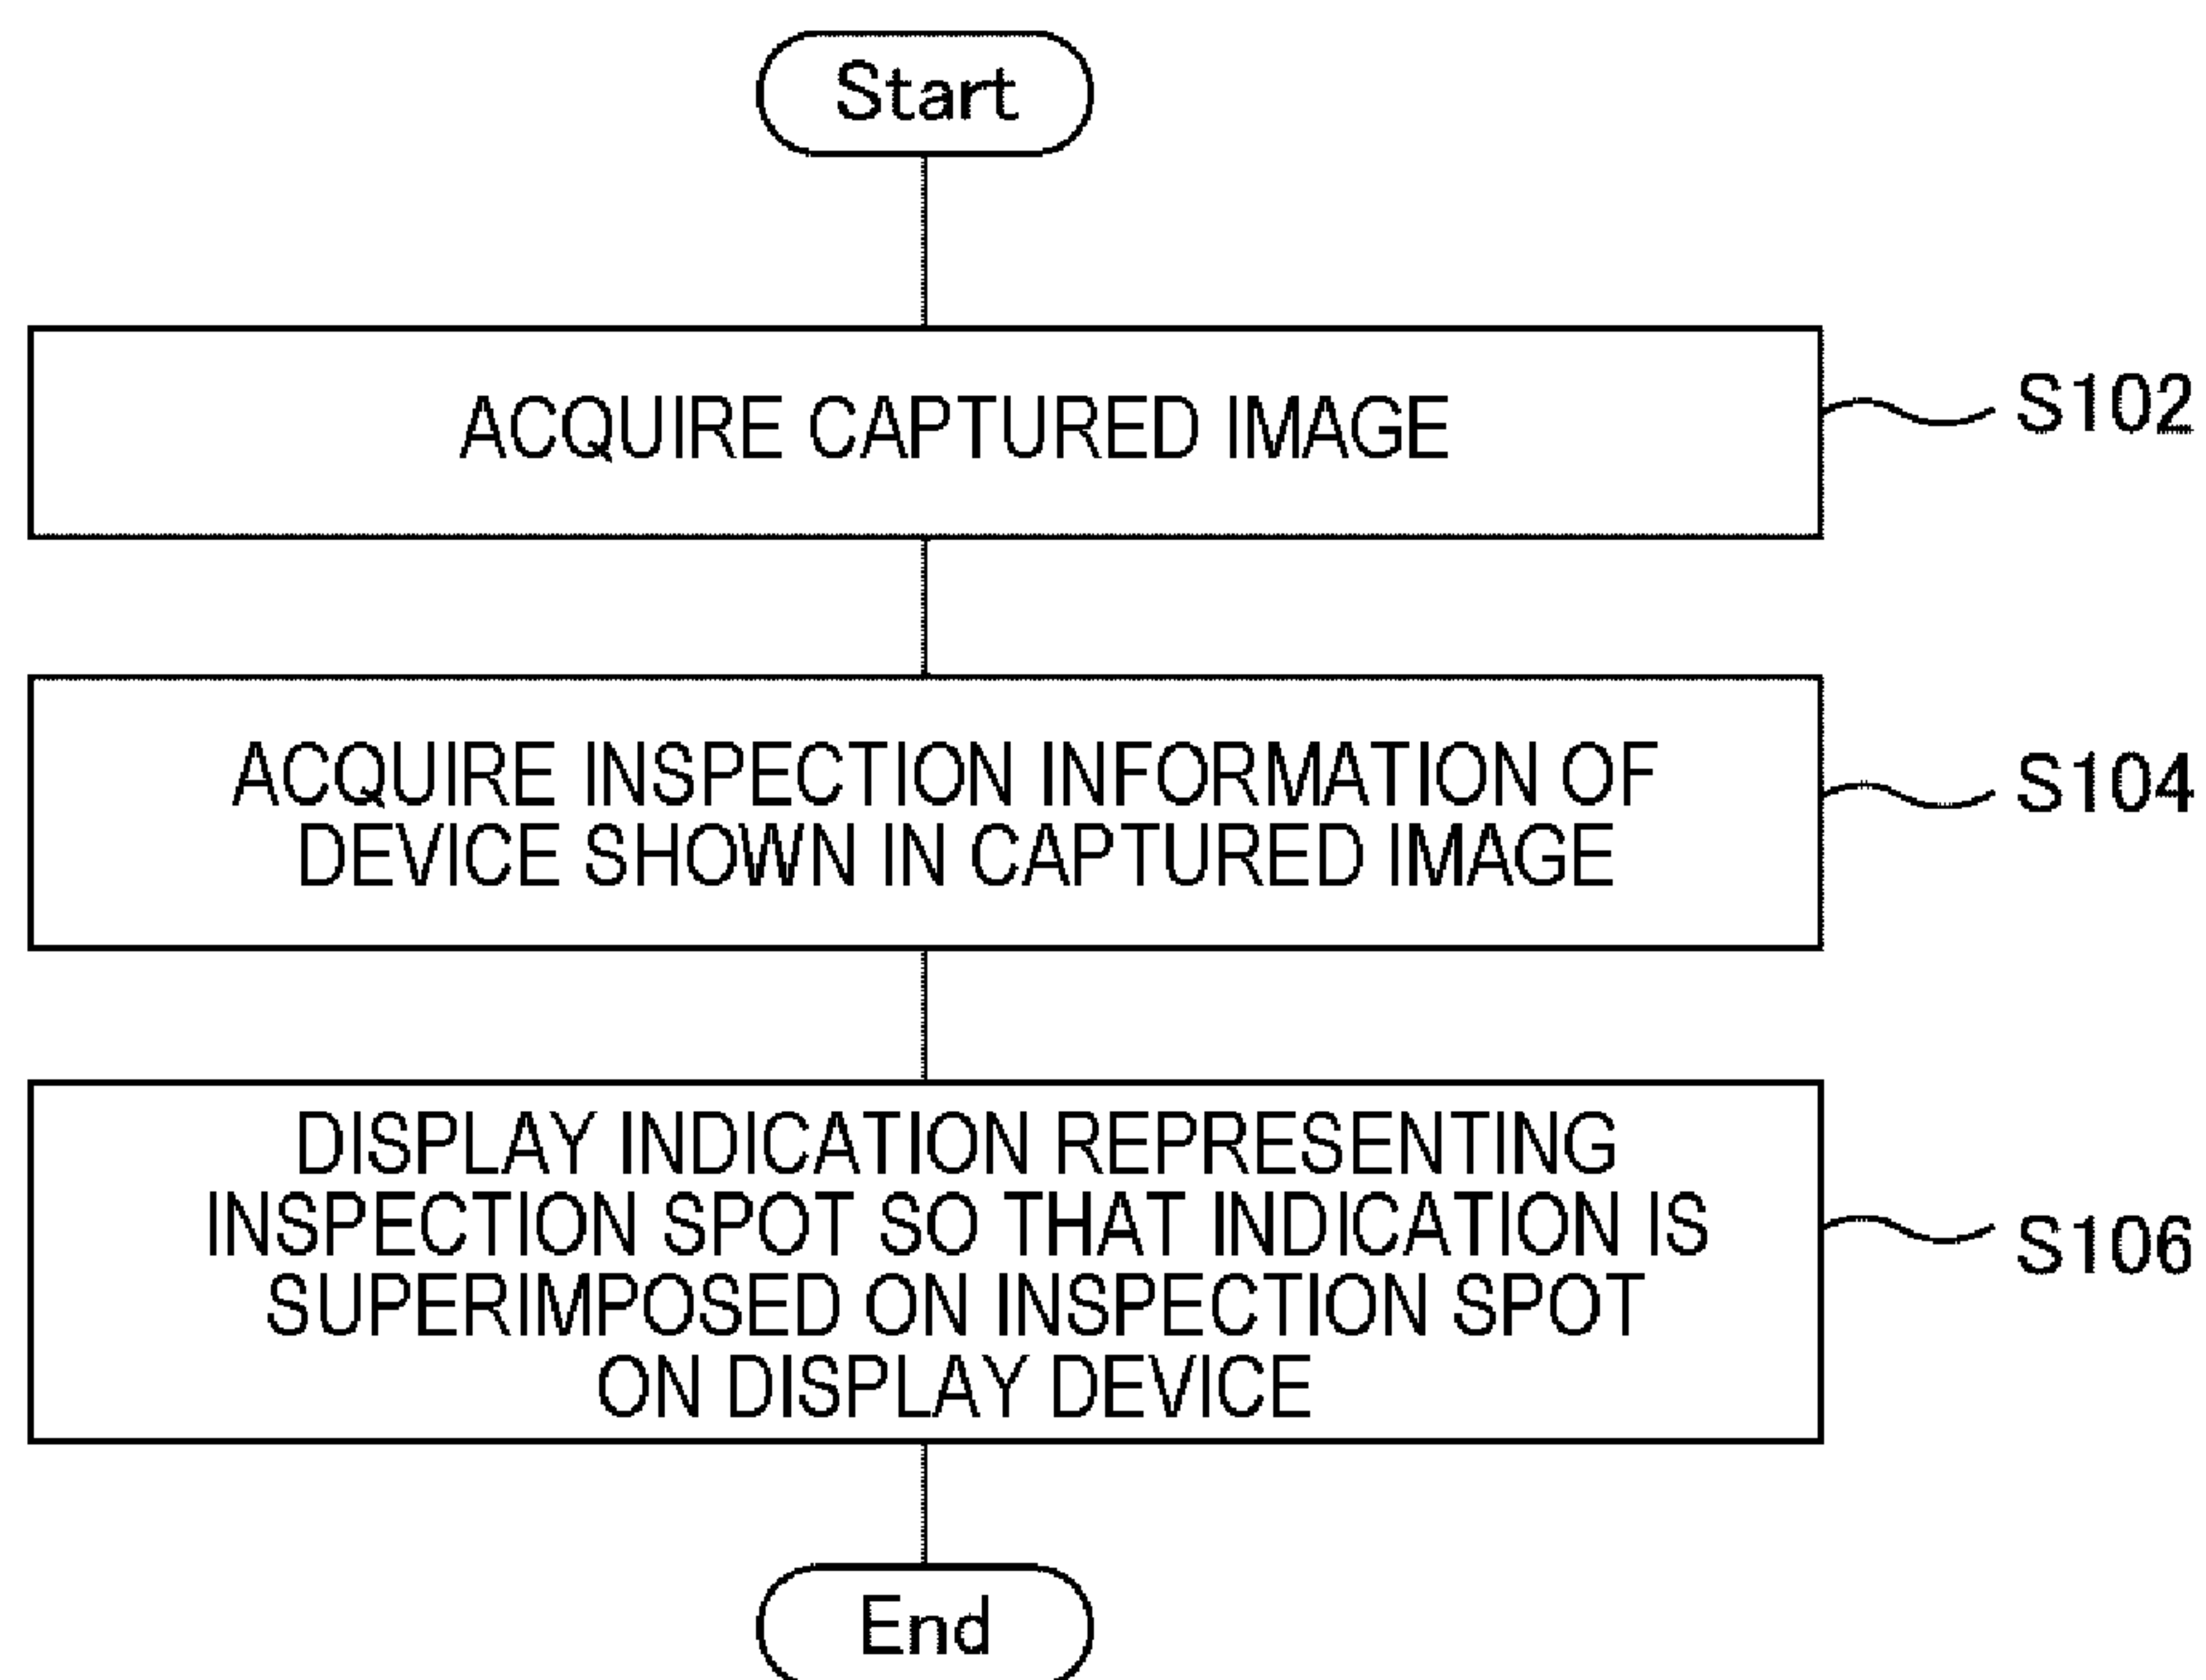 Start
ACQUIRE CAPTURED IMAGE
S102
ACQUIRE INSPECTION INFORMATION OF
DEVICE SHOWN IN CAPTURED IMAGE
S104
DISPLAY INDICATION REPRESENTING
INSPECTION SPOT SO THAT INDICATION IS
SUPERIMPOSED ON INSPECTION SPOT
ON DISPLAY DEVICE
S106
End